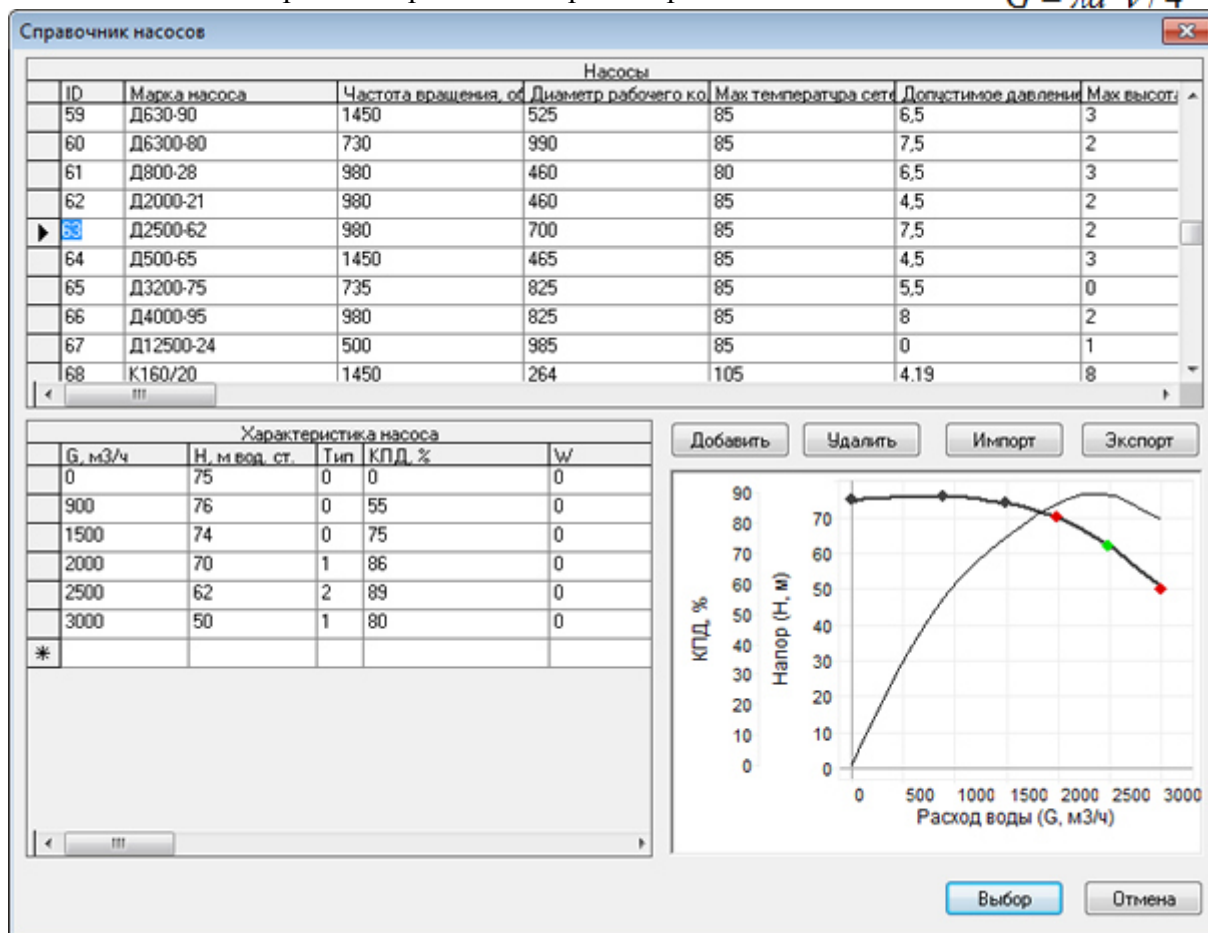 Справочник насосов
Насосы
ID Марка насоса Частота вращения, об Диаметр рабочего ко Max температура сете Допустимое давление Max высота
59 Д630-90 1450 525 85 6,5 3
60 Д6300-80 730 990 85 7,5 2
61 Д800-28 980 460 80 6,5 3
62 Д2000-21 980 460 85 4,5 2
63 Д2500-62 980 700 85 7,5 2
64 Д500-65 1450 465 85 4,5 3
65 Д3200-75 735 825 85 5,5 0
66 Д4000-95 980 825 85 8 2
67 Д12500-24 500 985 85 0 1
68 К160/20 1450 264 105 4.19 8
Характеристика насоса
G, м3/ч H, м вод. ст. Тип КПД, % W
0 75 0 0 0
900 76 0 55 0
1500 74 0 75 0
2000 70 1 86 0
2500 62 2 89 0
3000 50 1 80 0
Добавить Удалить Импорт Экспорт
КПД, %
90
80
70
60
50
40
30
20
10
0
Напор (H, м)
70
60
50
40
30
20
10
0
0 500 1000 1500 2000 2500 3000
Расход воды (G, м3/ч)
Выбор Отмена